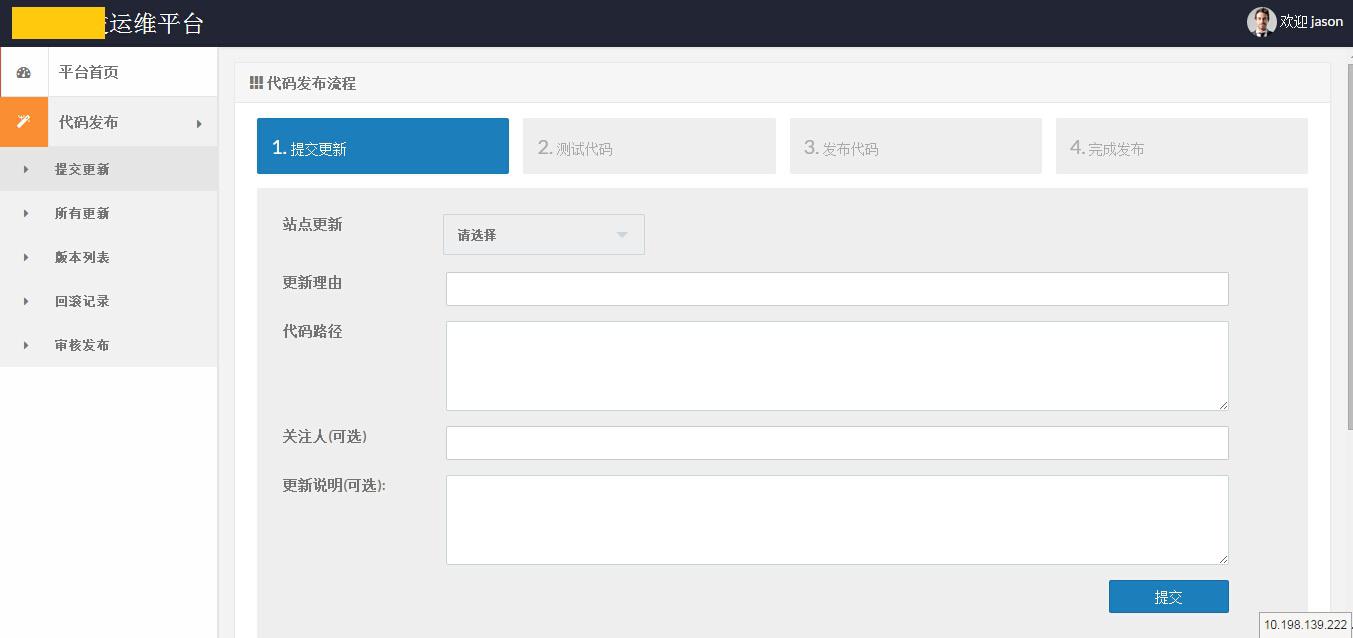 运维平台
欢迎 jason
平台首页
代码发布
提交更新
所有更新
版本列表
回滚记录
审核发布
代码发布流程
1. 提交更新
2. 测试代码
3. 发布代码
4. 完成发布
站点更新
请选择
更新理由
代码路径
关注人(可选)
更新说明(可选):
提交
10.198.139.222